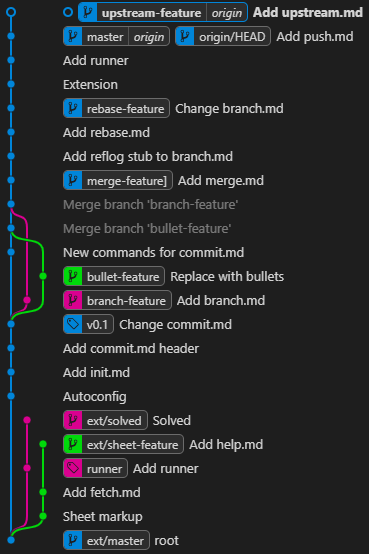 upstream-feature origin Add upstream.md
master origin origin/HEAD Add push.md
Add runner
Extension
rebase-feature Change branch.md
Add rebase.md
Add reflog stub to branch.md
merge-feature] Add merge.md
Merge branch 'branch-feature'
Merge branch 'bullet-feature'
New commands for commit.md
bullet-feature Replace with bullets
branch-feature Add branch.md
v0.1 Change commit.md
Add commit.md header
Add init.md
Autoconfig
ext/solved Solved
ext/sheet-feature Add help.md
runner Add runner
Add fetch.md
Sheet markup
ext/master root